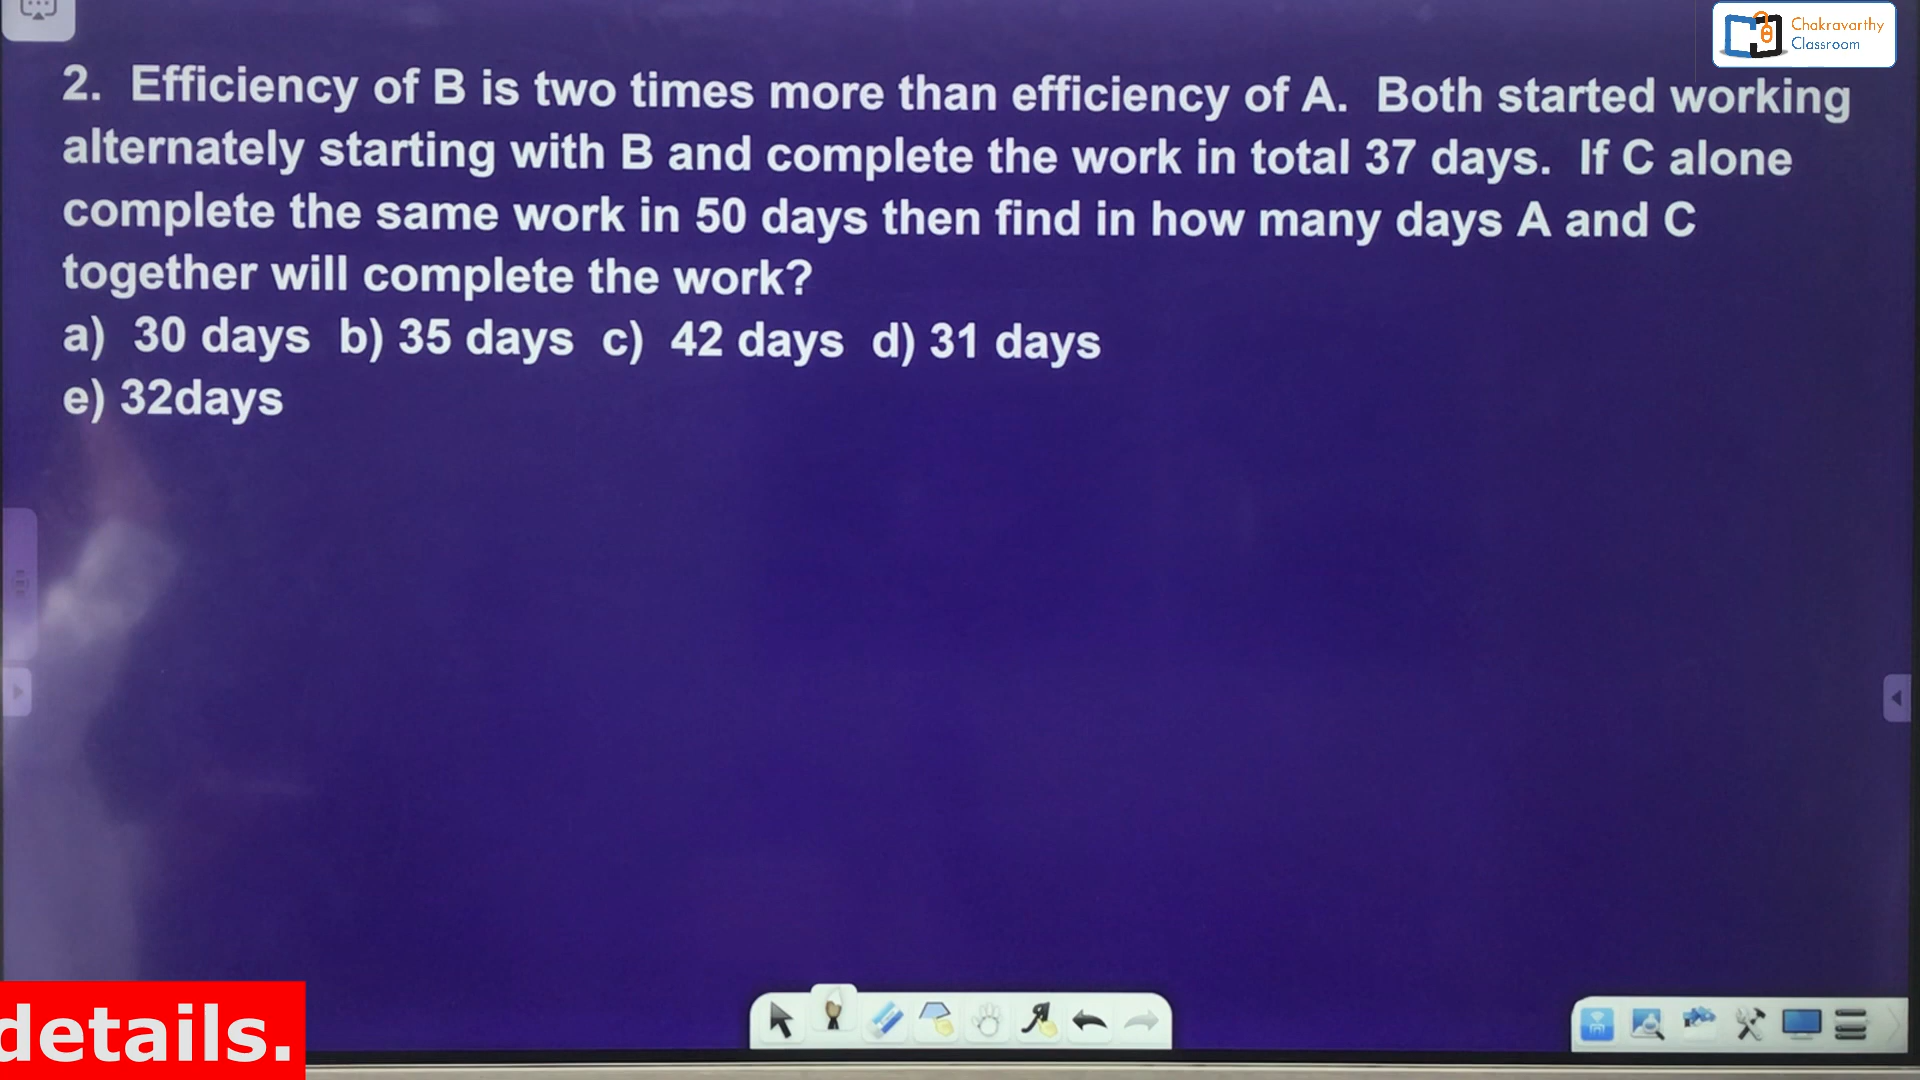 Chakravarthy
Classroom
2. Efficiency of B is two times more than efficiency of A. Both started working
alternately starting with B and complete the work in total 37 days. If C alone
complete the same work in 50 days then find in how many days A and C
together will complete the work?
a) 30 days b) 35 days c) 42 days d) 31 days
e) 32days
details.